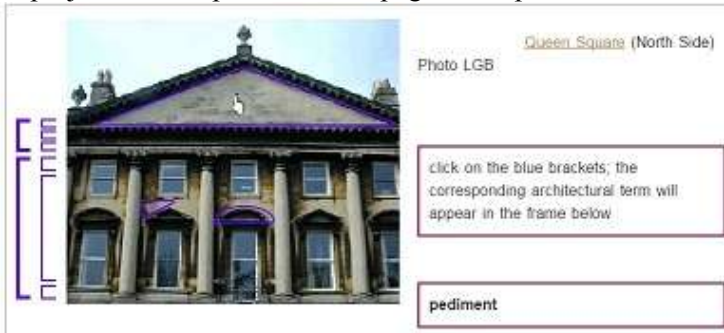 Queen Square (North Side)
Photo LGB
click on the blue brackets; the
corresponding architectural term will
appear in the frame below
pediment